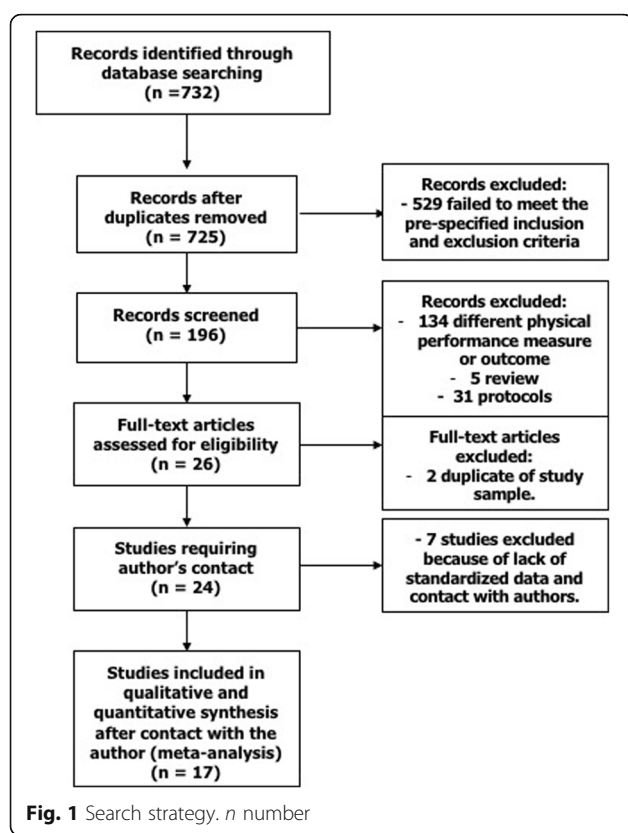 Records identified through
database searching
(n =732)
Records after
duplicates removed
(n = 725)
Records excluded:
- 529 failed to meet the
pre-specified inclusion
and exclusion criteria
Records screened
(n = 196)
Records excluded:
- 134 different physical
performance measure
or outcome
- 5 review
- 31 protocols
Full-text articles
assessed for eligibility
(n = 26)
Full-text articles
excluded:
- 2 duplicate of study
sample.
Studies requiring
author's contact
(n = 24)
- 7 studies excluded
because of lack of
standardized data and
contact with authors.
Studies included in
qualitative and
quantitative synthesis
after contact with the
author (meta-analysis)
(n = 17)
Fig. 1 Search strategy. n number